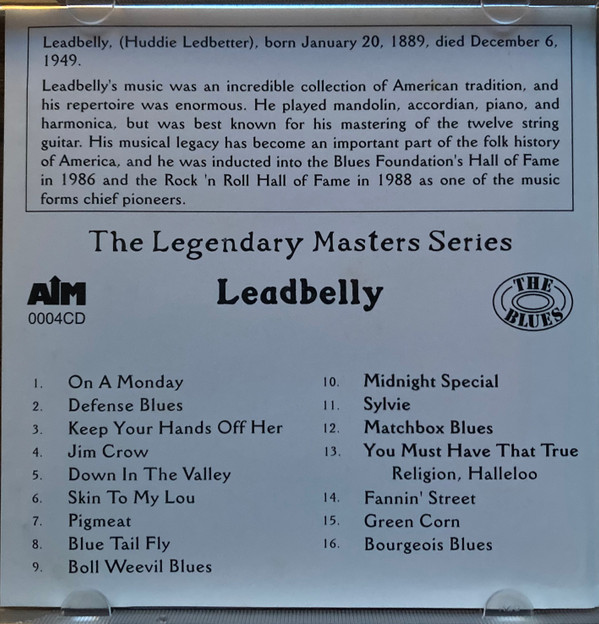 Leadbelly, (Huddie Ledbetter), born January 20, 1889, died December 6,
1949.
Leadbelly's music was an incredible collection of American tradition, and
his repertoire was enormous. He played mandolin, accordian, piano, and
harmonica, but was best known for his mastering of the twelve string
guitar. His musical legacy has become an important part of the folk history
of America, and he was inducted into the Blues Foundation's Hall of Fame
in 1986 and the Rock 'n Roll Hall of Fame in 1988 as one of the music
forms chief pioneers.
The Legendary Masters Series
AIM
0004CD
Leadbelly
THE
BLUES
1. On A Monday
2. Defense Blues
3. Keep Your Hands Off Her
4. Jim Crow
5. Down In The Valley
6. Skin To My Lou
7. Pigmeat
8. Blue Tail Fly
9. Boll Weevil Blues
10. Midnight Special
11. Sylvie
12. Matchbox Blues
13. You Must Have That True
Religion, Halleloo
14. Fannin' Street
15. Green Corn
16. Bourgeois Blues